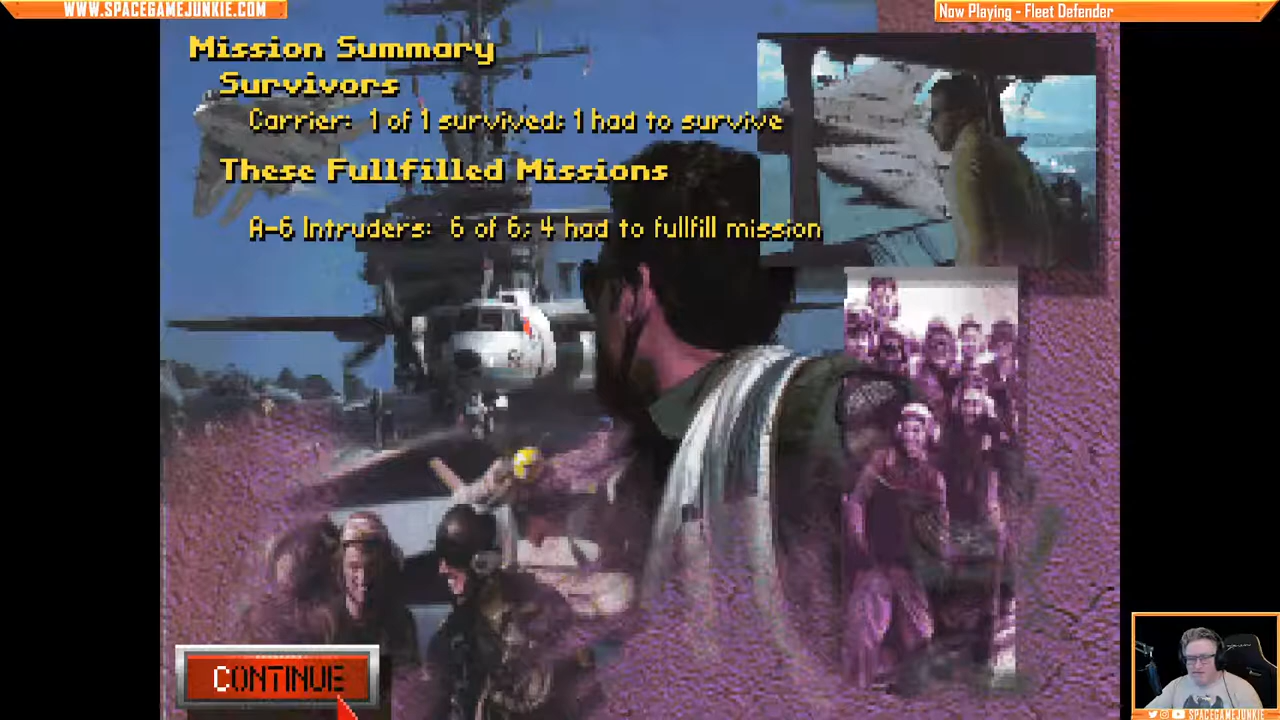 WWW.SPACEGAMEJUNKIE.COM
Now Playing - Fleet Defender
Mission Summary
Survivors
Carrier: 1 of 1 survived; 1 had to survive
These Fullfilled Missions
A-6 Intruders: 6 of 6; 4 had to fullfill mission
CONTINUE
SPACEGAMEJUNKIE